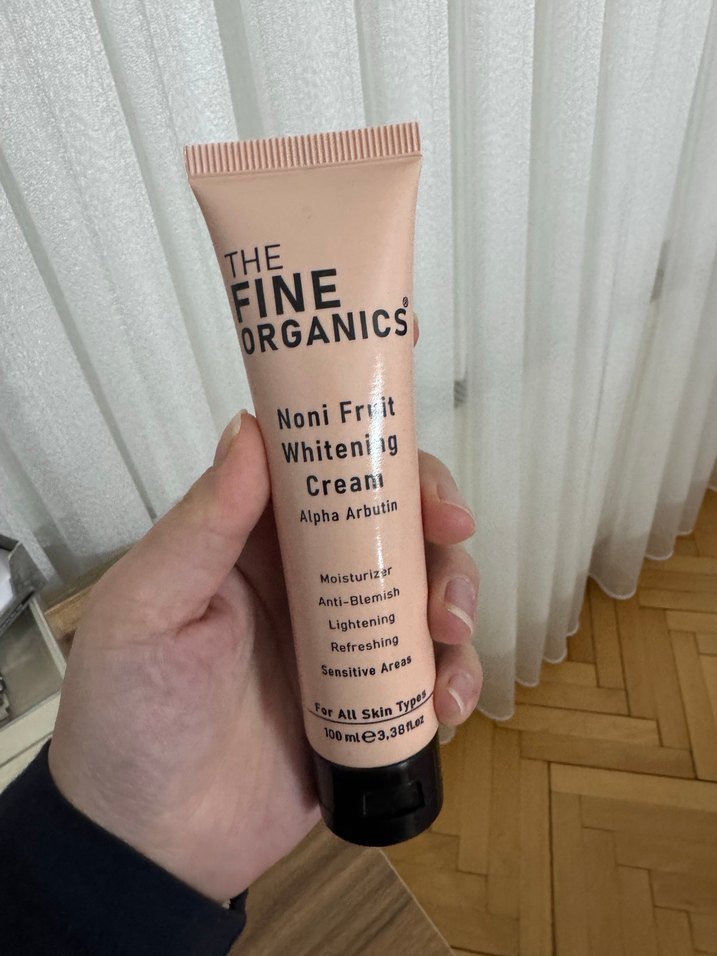 THE
FINE
ORGANICS®
Noni Fruit
Whitening
Cream
Alpha Arbutin
Moisturizer
Anti-Blemish
Lightening
Refreshing
Sensitive Areas
For All Skin Types
100 ml℮3,38fl.oz